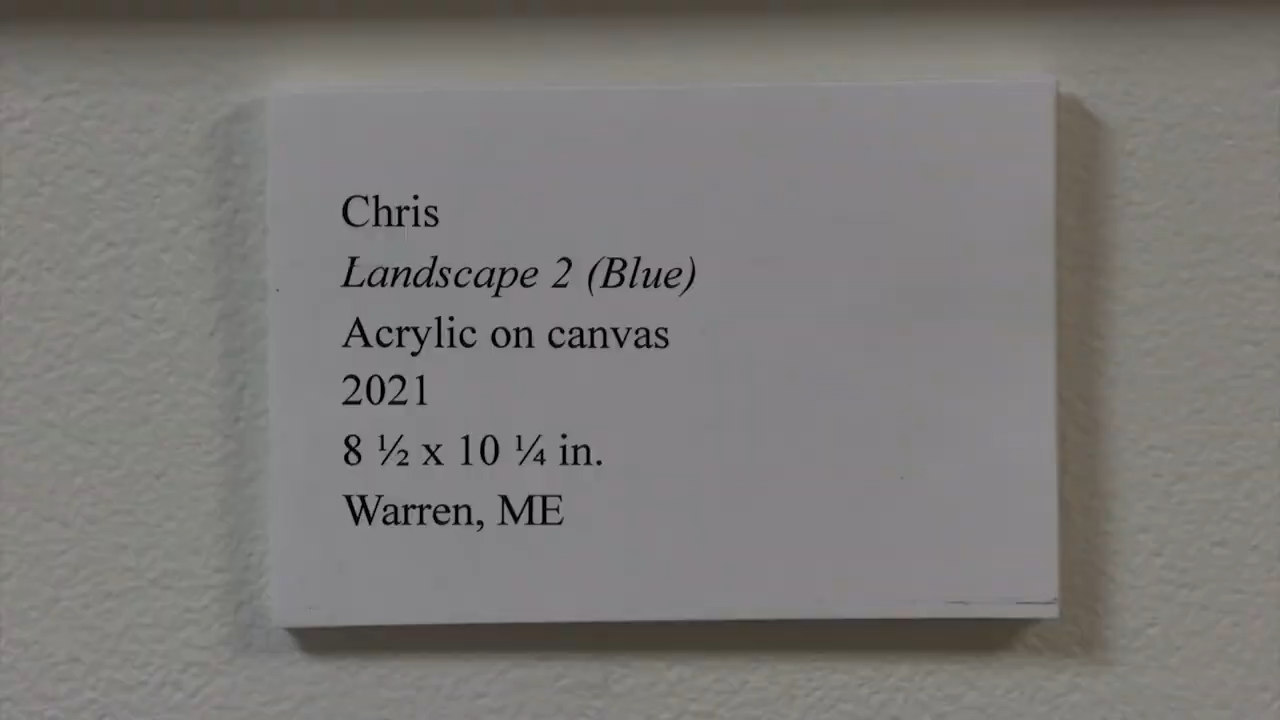 Chris
Landscape 2 (Blue)
Acrylic on canvas
2021
8 ½ x 10 ¼ in.
Warren, ME